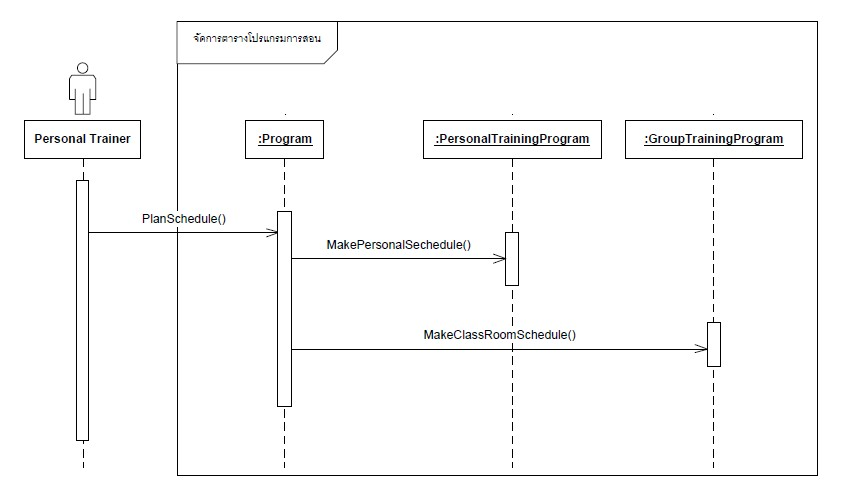 จัดการตารางโปรแกรมการสอน
Personal Trainer
:Program
:PersonalTrainingProgram
:GroupTrainingProgram
PlanSchedule()
MakePersonalSechedule()
MakeClassRoomSchedule()